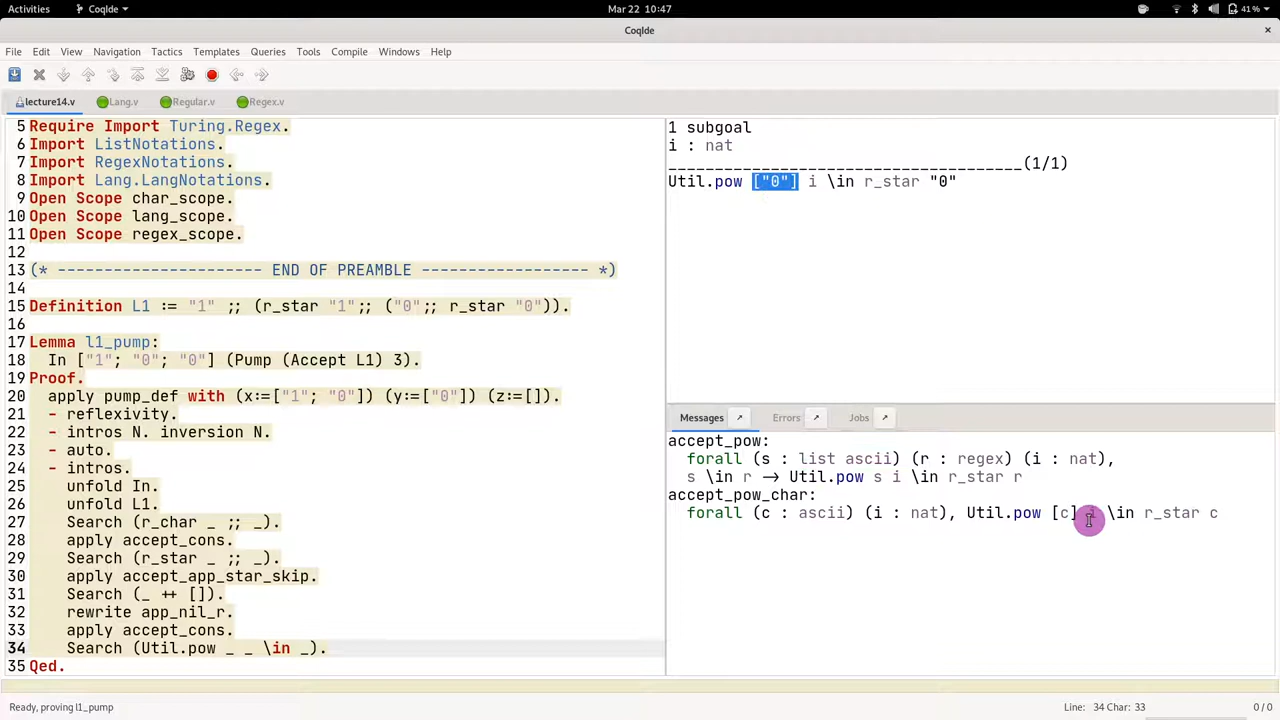 Activities CoqIde Mar 22 10:47 41%
CoqIde
File Edit View Navigation Tactics Templates Queries Tools Compile Windows Help
lecture14.v Lang.v Regular.v Regex.v
5 Require Import Turing.Regex.
6 Import ListNotations.
7 Import RegexNotations.
8 Import Lang.LangNotations.
9 Open Scope char_scope.
10 Open Scope lang_scope.
11 Open Scope regex_scope.
12
13 (* ---------------------- END OF PREAMBLE ------------------ *)
14
15 Definition L1 := "1" ;; (r_star "1";; ("0";; r_star "0")).
16
17 Lemma l1_pump:
18 In ["1"; "0"; "0"] (Pump (Accept L1) 3).
19 Proof.
20 apply pump_def with (x:=["1"; "0"]) (y:=["0"]) (z:=[]).
21 - reflexivity.
22 - intros N. inversion N.
23 - auto.
24 - intros.
25 unfold In.
26 unfold L1.
27 Search (r_char _ ;; _).
28 apply accept_cons.
29 Search (r_star _ ;; _).
30 apply accept_app_star_skip.
31 Search (_ ++ []).
32 rewrite app_nil_r.
33 apply accept_cons.
34 Search (Util.pow _ _ \in _).
35 Qed.
1 subgoal
i : nat
______________________________________(1/1)
Util.pow ["0"] i \in r_star "0"
Messages Errors Jobs
accept_pow:
forall (s : list ascii) (r : regex) (i : nat),
s \in r → Util.pow s i \in r_star r
accept_pow_char:
forall (c : ascii) (i : nat), Util.pow [c] i \in r_star c
Ready, proving l1_pump Line: 34 Char: 33 0 / 0